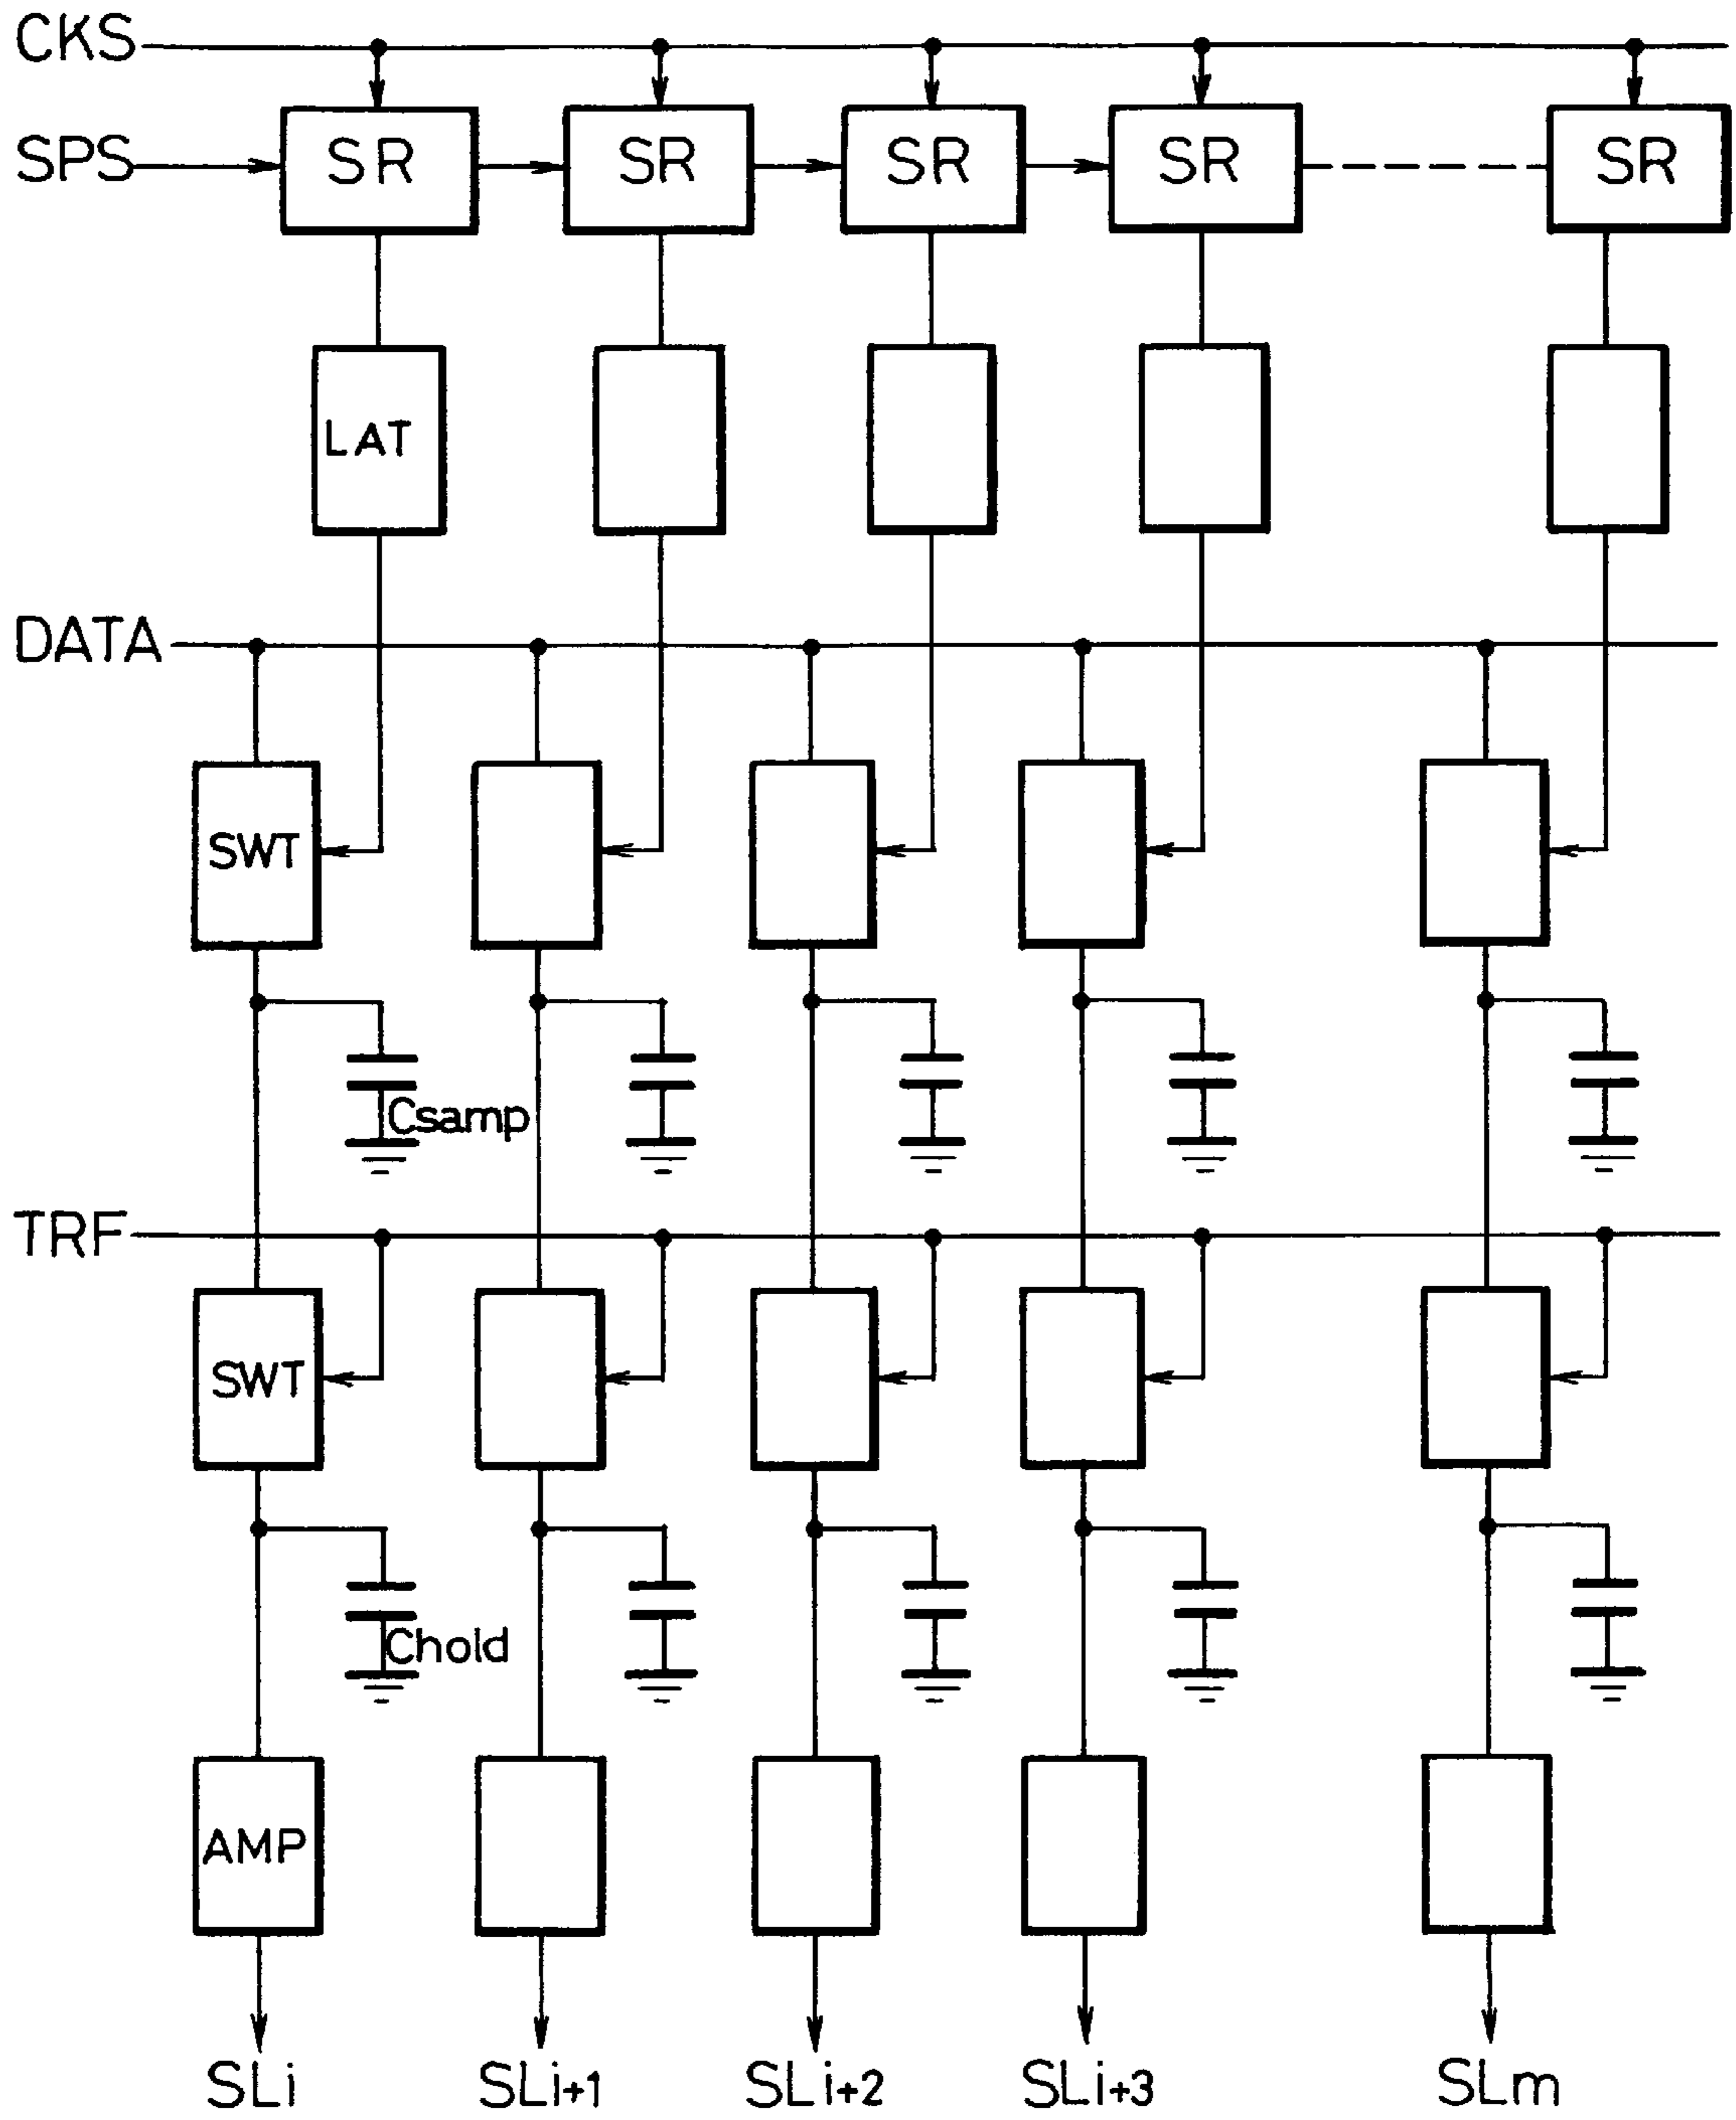 CKS
SPS
SR SR SR SR SR
LAT
DATA
SWT
Csamp
TRF
SWT
Chold
AMP
SLi SLi+1 SLi+2 SLi+3 SLm